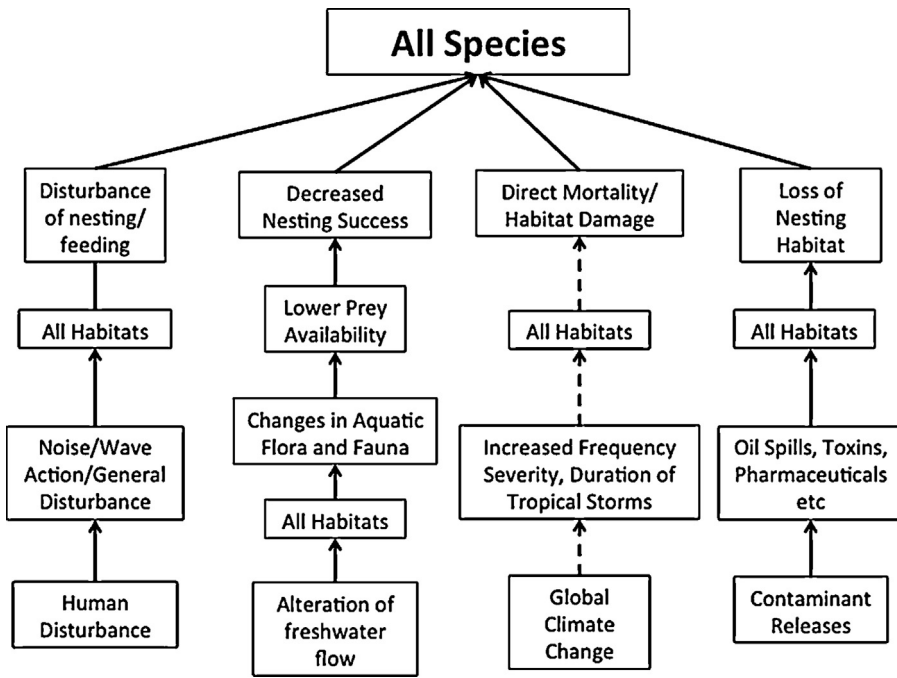 All Species
Disturbance
of nesting/
feeding
Decreased
Nesting Success
Direct Mortality/
Habitat Damage
Loss of
Nesting
Habitat
All Habitats
Lower Prey
Availability
All Habitats
All Habitats
Changes in Aquatic
Flora and Fauna
Noise/Wave
Action/General
Disturbance
Increased Frequency
Severity, Duration of
Tropical Storms
Oil Spills, Toxins,
Pharmaceuticals
etc
All Habitats
Human
Disturbance
Alteration of
freshwater
flow
Global
Climate
Change
Contaminant
Releases